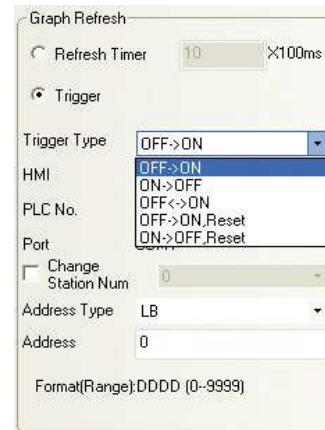 Graph Refresh
Refresh Timer 10 X100ms
Trigger
Trigger Type OFF->ON
OFF->ON
HMI ON->OFF
OFF<->ON
PLC No. OFF->ON,Reset
ON->OFF,Reset
Port
Change
Station Num 0
Address Type LB
Address 0
Format(Range):DDDD (0--9999)